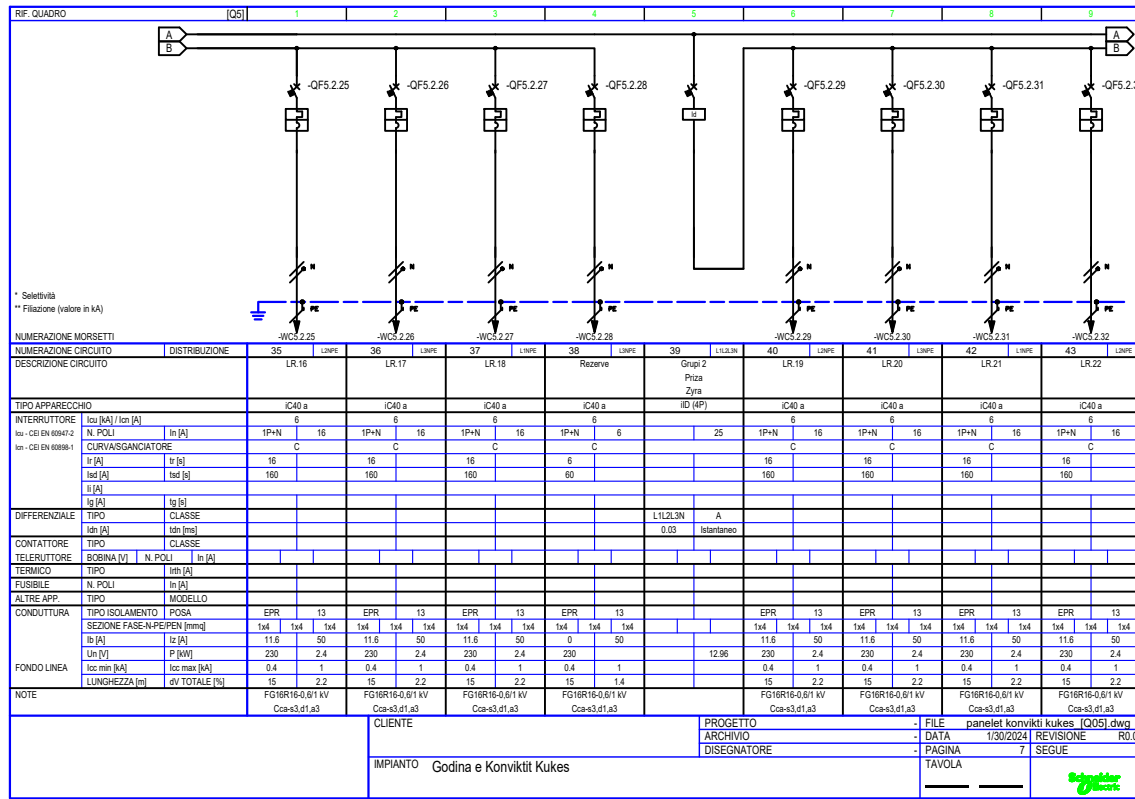 RIF. QUADRO [Q5] 1 2 3 4 5 6 7 8 9
A A
B B
-QF5.2.25 -QF5.2.26 -QF5.2.27 -QF5.2.28 -QF5.2.29 -QF5.2.30 -QF5.2.31
Id
N N N N N N N N
* Selettività
** Filiazione (valore in kA)
PE PE PE PE PE PE PE PE
NUMERAZIONE MORSETTI -WC5.2.25 -WC5.2.26 -WC5.2.27 -WC5.2.28 -WC5.2.29 -WC5.2.30 -WC5.2.31 -WC5.2.32
NUMERAZIONE CIRCUITO DISTRIBUZIONE 35 L2NPE 36 L3NPE 37 L1NPE 38 L3NPE 39 L1L2L3N 40 L2NPE 41 L3NPE 42 L1NPE 43 L2NPE
DESCRIZIONE CIRCUITO LR.16 LR.17 LR.18 Rezerve Grupi 2 LR.19 LR.20 LR.21 LR.22
Priza
Zyra
TIPO APPARECCHIO iC40 a iC40 a iC40 a iC40 a iID (4P) iC40 a iC40 a iC40 a iC40 a
INTERRUTTORE Icu [kA] / Icn [A] 6 6 6 6 6 6 6 6
Icu - CEI EN 60947-2 N. POLI In [A] 1P+N 16 1P+N 16 1P+N 16 1P+N 6 25 1P+N 16 1P+N 16 1P+N 16 1P+N 16
Icn - CEI EN 60898-1 CURVA/SGANCIATORE C C C C C C C C
Ir [A] tr [s] 16 16 16 6 16 16 16 16
Isd [A] tsd [s] 160 160 160 60 160 160 160 160
Ii [A]
Ig [A] tg [s]
DIFFERENZIALE TIPO CLASSE L1L2L3N A
Idn [A] tdn [ms] 0.03 Istantaneo
CONTATTORE TIPO CLASSE
TELERUTTORE BOBINA [V] N. POLI In [A]
TERMICO TIPO Irth [A]
FUSIBILE N. POLI In [A]
ALTRE APP. TIPO MODELLO
CONDUTTURA TIPO ISOLAMENTO POSA EPR 13 EPR 13 EPR 13 EPR 13 EPR 13 EPR 13 EPR 13 EPR 13
SEZIONE FASE-N-PE/PEN [mmq] 1x4 1x4 1x4 1x4 1x4 1x4 1x4 1x4 1x4 1x4 1x4 1x4 1x4 1x4 1x4 1x4 1x4 1x4 1x4 1x4 1x4 1x4 1x4 1x4
Ib [A] Iz [A] 11.6 50 11.6 50 11.6 50 0 50 11.6 50 11.6 50 11.6 50 11.6 50
Un [V] P [kW] 230 2.4 230 2.4 230 2.4 230 12.96 230 2.4 230 2.4 230 2.4 230 2.4
FONDO LINEA Icc min [kA] Icc max [kA] 0.4 1 0.4 1 0.4 1 0.4 1 0.4 1 0.4 1 0.4 1 0.4 1
LUNGHEZZA [m] dV TOTALE [%] 15 2.2 15 2.2 15 2.2 15 1.4 15 2.2 15 2.2 15 2.2 15 2.2
NOTE FG16R16-0,6/1 kV FG16R16-0,6/1 kV FG16R16-0,6/1 kV FG16R16-0,6/1 kV FG16R16-0,6/1 kV FG16R16-0,6/1 kV FG16R16-0,6/1 kV FG16R16-0,6/1 kV
Cca-s3,d1,a3 Cca-s3,d1,a3 Cca-s3,d1,a3 Cca-s3,d1,a3 Cca-s3,d1,a3 Cca-s3,d1,a3 Cca-s3,d1,a3 Cca-s3,d1,a3
CLIENTE PROGETTO - FILE panelet konvikti kukes_[Q05].dwg
ARCHIVIO - DATA 1/30/2024 REVISIONE
DISEGNATORE - PAGINA 7 SEGUE
IMPIANTO Godina e Konviktit Kukes TAVOLA
Schneider
Electric